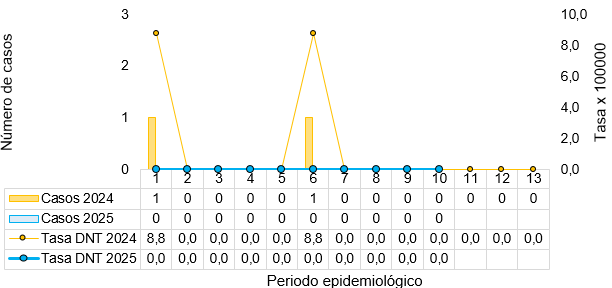 3
2
1
0
Número de casos
10,0
8,0
6,0
4,0
2,0
0,0
Tasa x 100000
1 2 3 4 5 6 7 8 9 10 11 12 13
Casos 2024 1 0 0 0 0 1 0 0 0 0 0 0 0
Casos 2025 0 0 0 0 0 0 0 0 0 0
Tasa DNT 2024 8,8 0,0 0,0 0,0 0,0 8,8 0,0 0,0 0,0 0,0 0,0 0,0 0,0
Tasa DNT 2025 0,0 0,0 0,0 0,0 0,0 0,0 0,0 0,0 0,0 0,0
Periodo epidemiológico